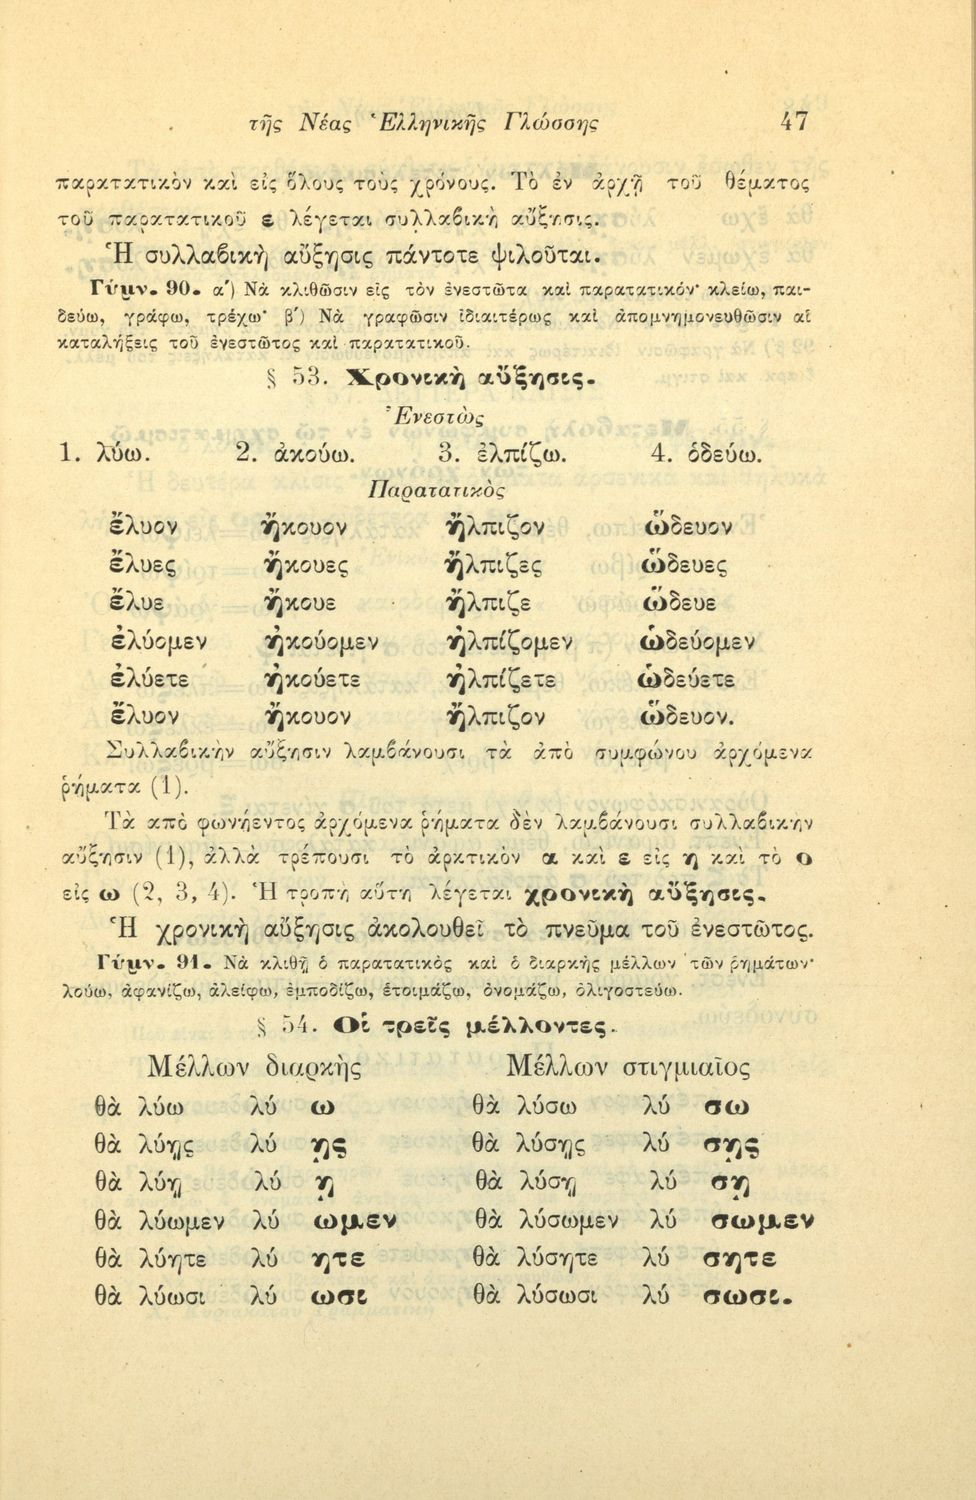 τῆς Νέας Ἑλληνικῆς Γλώσσης 47
παρατατικὸν καὶ εἰς ὅλους τοὺς χρόνους. Τὸ ἐν ἀρχῇ τοῦ θέματος
τοῦ παρατατικοῦ ε λέγεται συλλαβικὴ αὔξησις.
Ἡ συλλαβικὴ αὔξησις πάντοτε ψιλοῦται.
Γύμν. 90. α΄) Νὰ κλιθῶσιν εἰς τὸν ἐνεστῶτα καὶ παρατατικόν· κλείω, παι-
δεύω, γράφω, τρέχω· β΄) Νὰ γραφῶσιν ἰδιαιτέρως καὶ ἀπομνημονευθῶσιν αἱ
καταλήξεις τοῦ ἐνεστῶτος καὶ παρατατικοῦ.
§ 53. Χρονικὴ αὔξησις.
Ἐνεστὼς
1. λύω. 2. ἀκούω. 3. ἐλπίζω. 4. ὁδεύω.
Παρατατικὸς
ἔλυον ἤκουον ἤλπιζον ὥδευον
ἔλυες ἤκουες ἤλπιζες ὥδευες
ἔλυε ἤκουε ἤλπιζε ὥδευε
ἐλύομεν ἠκούομεν ἠλπίζομεν ὡδεύομεν
ἐλύετε ἠκούετε ἠλπίζετε ὡδεύετε
ἔλυον ἤκουον ἤλπιζον ὥδευον.
Συλλαβικὴν αὔξησιν λαμβάνουσι τὰ ἀπὸ συμφώνου ἀρχόμενα
ῥήματα (1).
Τὰ ἀπὸ φωνήεντος ἀρχόμενα ῥήματα δὲν λαμβάνουσι συλλαβικὴν
αὔξησιν (1), ἀλλὰ τρέπουσι τὸ ἀρκτικὸν α καὶ ε εἰς η καὶ τὸ ο
εἰς ω (2, 3, 4). Ἡ τροπὴ αὕτη λέγεται χρονικὴ αὔξησις.
Ἡ χρονικὴ αὔξησις ἀκολουθεῖ τὸ πνεῦμα τοῦ ἐνεστῶτος.
Γύμν. 91. Νὰ κλιθῇ ὁ παρατατικὸς καὶ ὁ διαρκὴς μέλλων τῶν ῥημάτων·
λούω, ἀφανίζω, ἀλείφω, ἐμποδίζω, ἑτοιμάζω, ὀνομάζω, ὀλιγοστεύω.
§ 54. Οἱ τρεῖς μέλλοντες.
Μέλλων διαρκὴς Μέλλων στιγμιαῖος
θὰ λύω λύ ω θὰ λύσω λύ σω
θὰ λύῃς λύ ῃς θὰ λύσῃς λύ σῃς
θὰ λύῃ λύ ῃ θὰ λύσῃ λύ σῃ
θὰ λύωμεν λύ ωμεν θὰ λύσωμεν λύ σωμεν
θὰ λύητε λύ ητε θὰ λύσητε λύ σητε
θὰ λύωσι λύ ωσι θὰ λύσωσι λύ σωσι.